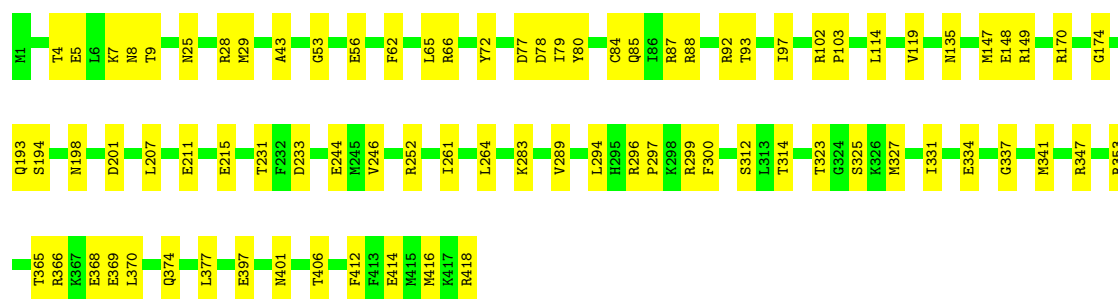 M1 T4 E5 L6 K7 N8 T9 N25 R28 M29 A43 G53 E56 F62 L65 R66 Y72 D77 D78 I79 Y80 C84 Q85 I86 R87 R88 R92 T93 I97 R102 P103 L114 V119 N135 M147 E148 R149 R170 G174
Q193 S194 N198 D201 L207 E211 E215 T231 F232 D233 E244 M245 V246 R252 I261 L264 K283 V289 L294 H295 R296 P297 K298 R299 F300 S312 L313 T314 T323 G324 S325 K326 M327 I331 E334 G337 M341 R347
T365 R366 K367 E368 E369 L370 Q374 L377 E397 N401 T406 F412 F413 E414 M415 M416 K417 R418